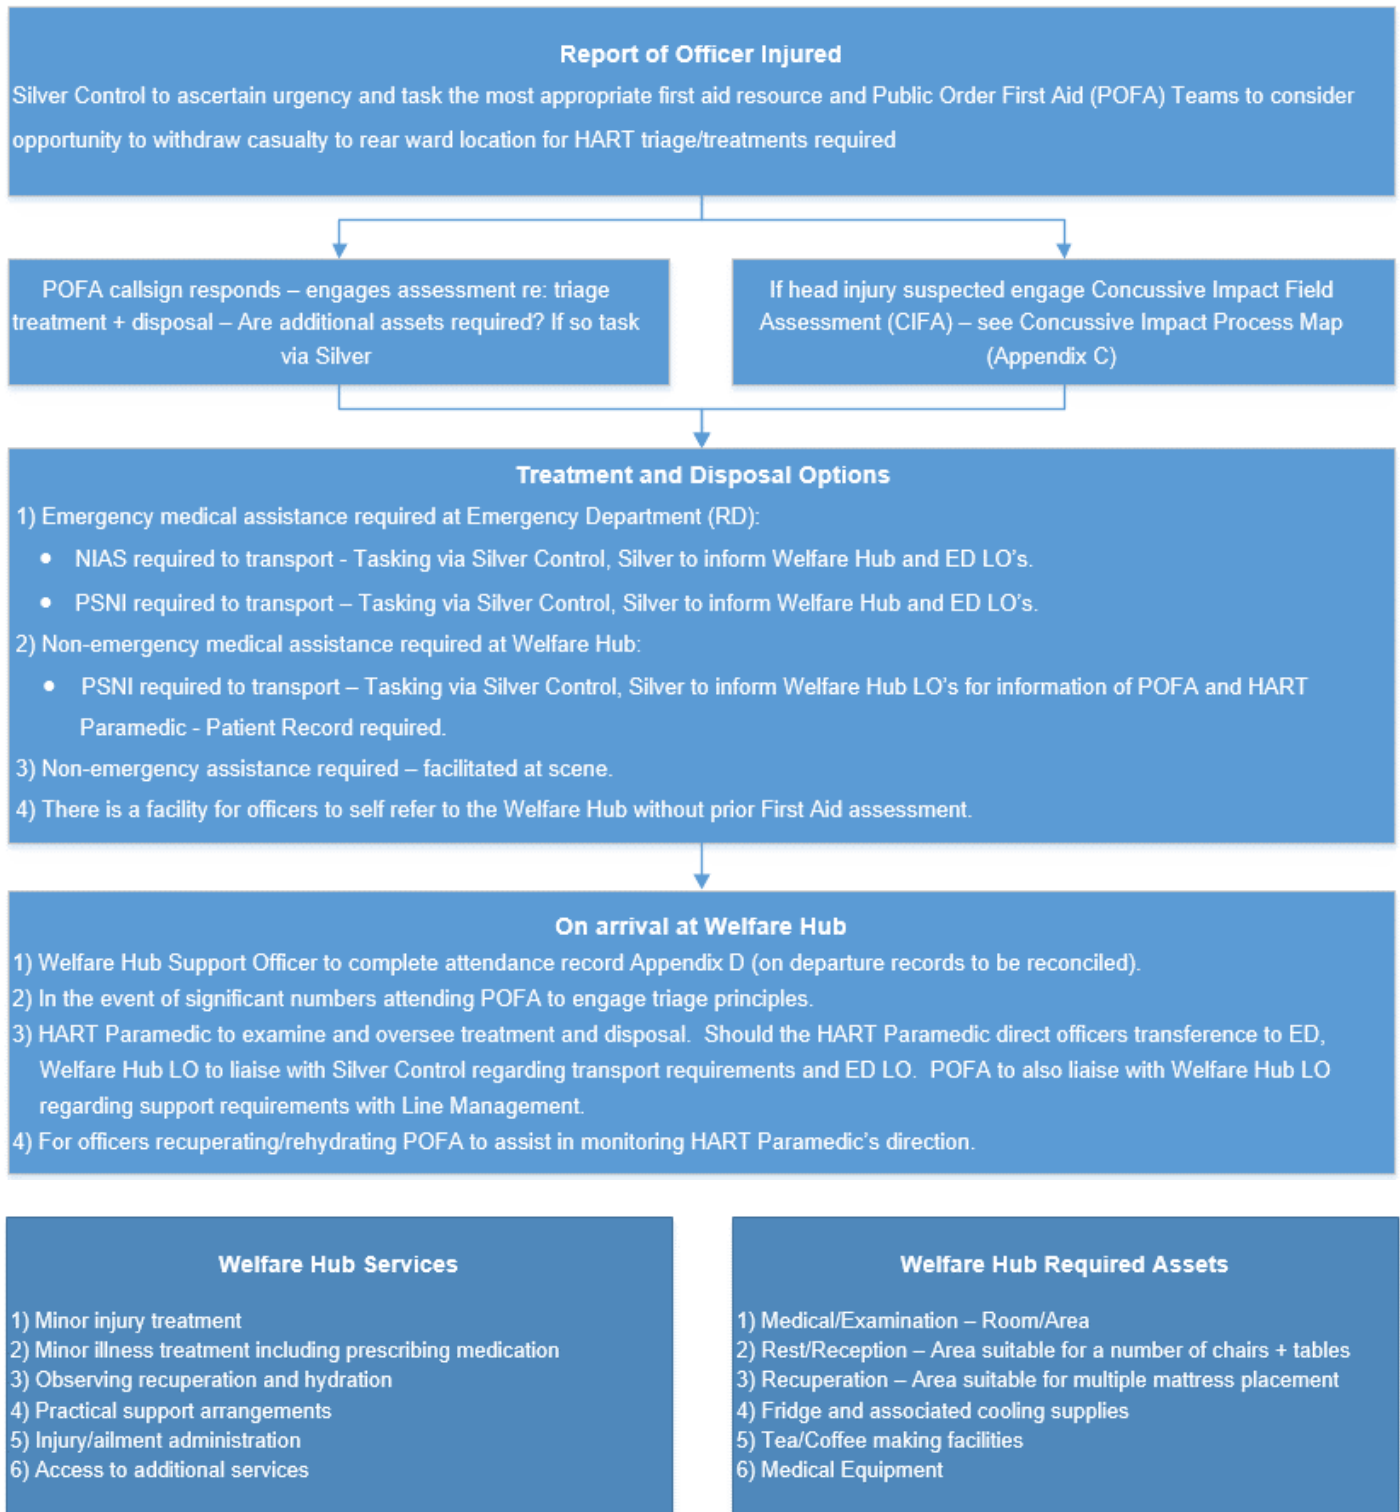 Report of Officer Injured
Silver Control to ascertain urgency and task the most appropriate first aid resource and Public Order First Aid (POFA) Teams to consider
opportunity to withdraw casualty to rear ward location for HART triage/treatments required
POFA callsign responds – engages assessment re: triage
treatment + disposal – Are additional assets required? If so task
via Silver
If head injury suspected engage Concussive Impact Field
Assessment (CIFA) – see Concussive Impact Process Map
(Appendix C)
Treatment and Disposal Options
1) Emergency medical assistance required at Emergency Department (RD):
• NIAS required to transport - Tasking via Silver Control, Silver to inform Welfare Hub and ED LO's.
• PSNI required to transport – Tasking via Silver Control, Silver to inform Welfare Hub and ED LO's.
2) Non-emergency medical assistance required at Welfare Hub:
• PSNI required to transport – Tasking via Silver Control, Silver to inform Welfare Hub LO's for information of POFA and HART
Paramedic - Patient Record required.
3) Non-emergency assistance required – facilitated at scene.
4) There is a facility for officers to self refer to the Welfare Hub without prior First Aid assessment.
On arrival at Welfare Hub
1) Welfare Hub Support Officer to complete attendance record Appendix D (on departure records to be reconciled).
2) In the event of significant numbers attending POFA to engage triage principles.
3) HART Paramedic to examine and oversee treatment and disposal. Should the HART Paramedic direct officers transference to ED,
Welfare Hub LO to liaise with Silver Control regarding transport requirements and ED LO. POFA to also liaise with Welfare Hub LO
regarding support requirements with Line Management.
4) For officers recuperating/rehydrating POFA to assist in monitoring HART Paramedic's direction.
Welfare Hub Services
1) Minor injury treatment
2) Minor illness treatment including prescribing medication
3) Observing recuperation and hydration
4) Practical support arrangements
5) Injury/ailment administration
6) Access to additional services
Welfare Hub Required Assets
1) Medical/Examination – Room/Area
2) Rest/Reception – Area suitable for a number of chairs + tables
3) Recuperation – Area suitable for multiple mattress placement
4) Fridge and associated cooling supplies
5) Tea/Coffee making facilities
6) Medical Equipment